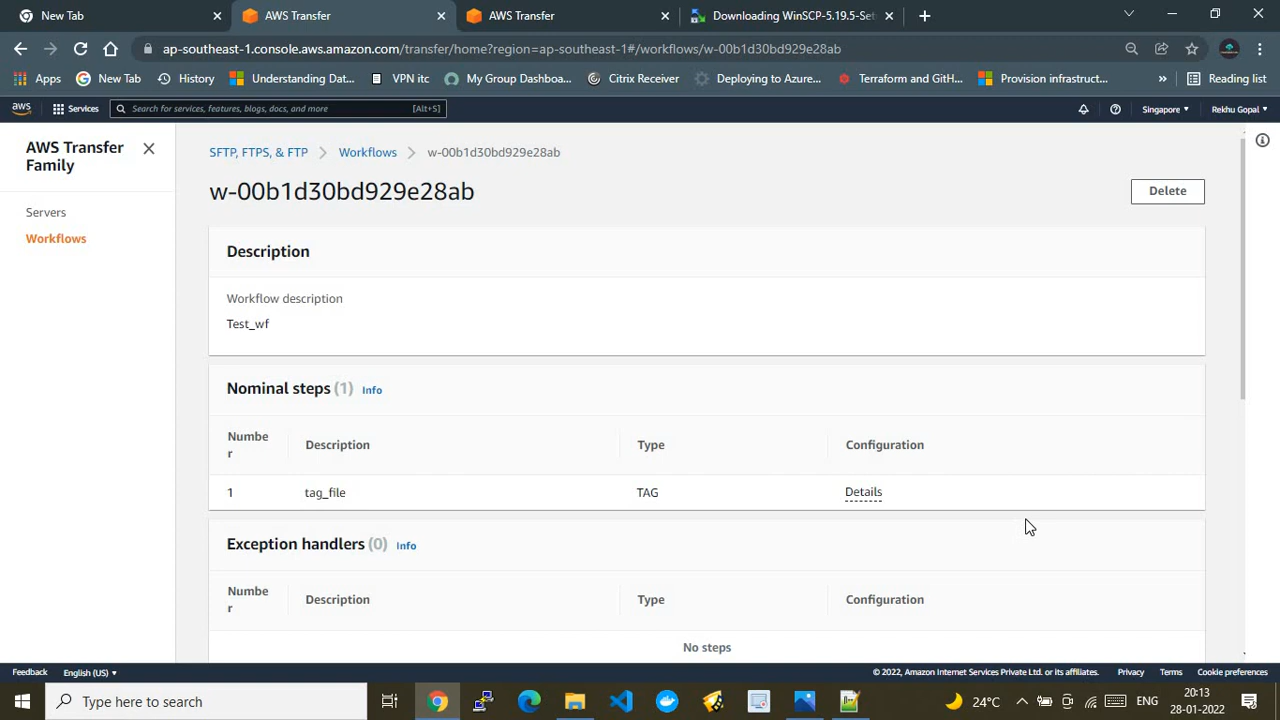 New Tab
AWS Transfer
AWS Transfer
Downloading WinSCP-5.19.5-Set
ap-southeast-1.console.aws.amazon.com/transfer/home?region=ap-southeast-1#/workflows/w-00b1d30bd929e28ab
Apps
New Tab
History
Understanding Dat...
VPN itc
My Group Dashboa...
Citrix Receiver
Deploying to Azure...
Terraform and GitH...
Provision infrastruct...
»
Reading list
aws
Services
Search for services, features, blogs, docs, and more
[Alt+S]
Singapore
Rekhu Gopal
AWS Transfer
Family
Servers
Workflows
SFTP, FTPS, & FTP
Workflows
w-00b1d30bd929e28ab
w-00b1d30bd929e28ab
Delete
Description
Workflow description
Test_wf
Nominal steps (1) Info
Numbe
r
Description
Type
Configuration
1
tag_file
TAG
Details
Exception handlers (0) Info
Numbe
r
Description
Type
Configuration
No steps
Feedback
English (US)
© 2022, Amazon Internet Services Private Ltd. or its affiliates.
Privacy
Terms
Cookie preferences
Type here to search
24°C
ENG
20:13
28-01-2022